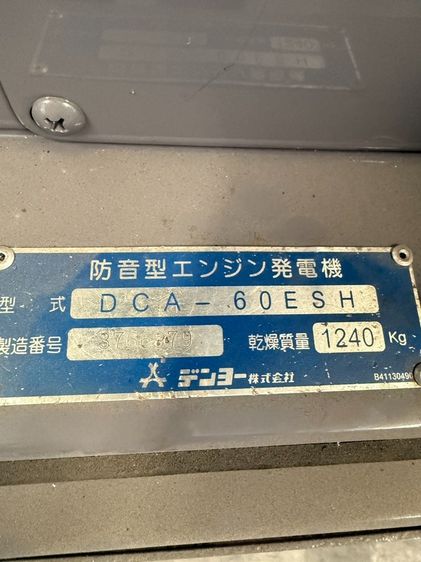 防音型エンジン発電機
型式 DCA-60ESH
製造番号 乾燥質量 1240 Kg
デンヨー株式会社 B41130490